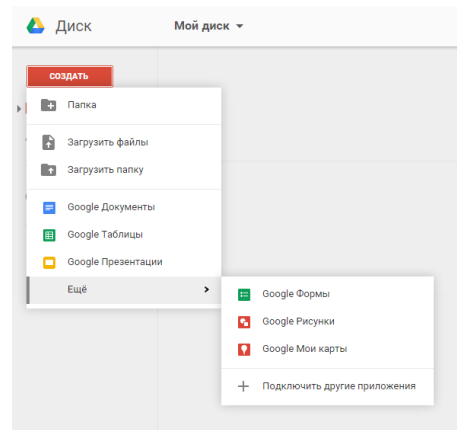 Диск
Мой диск
СОЗДАТЬ
Папка
Загрузить файлы
Загрузить папку
Google Документы
Google Таблицы
Google Презентации
Ещё
Google Формы
Google Рисунки
Google Мои карты
Подключить другие приложения